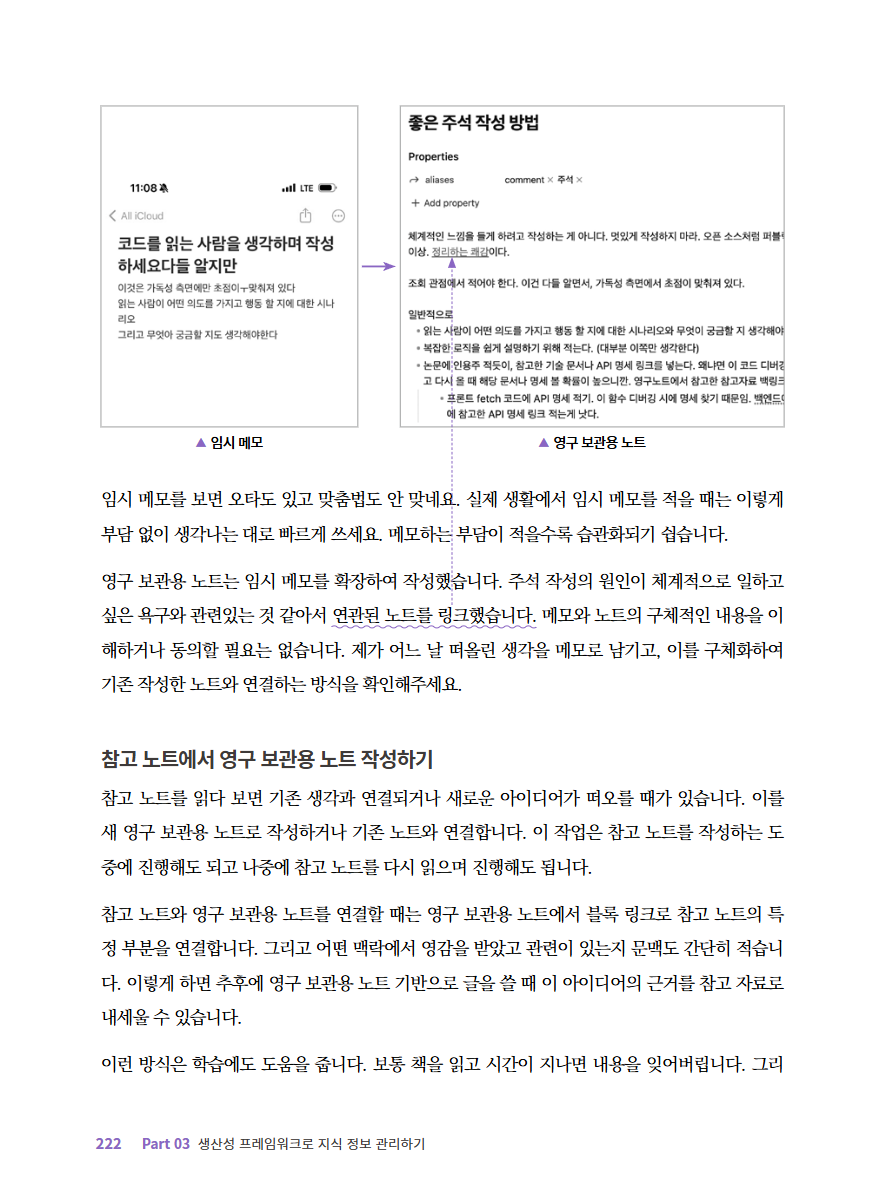 11:08
LTE
All iCloud
코드를 읽는 사람을 생각하며 작성
하세요다들 알지만
이것은 가독성 측면에만 초점이ㅜ맞춰져 있다
읽는 사람이 어떤 의도를 가지고 행동 할 지에 대한 시나
리오
그리고 무엇아 궁금할 지도 생각해야한다
▲ 임시 메모
좋은 주석 작성 방법
Properties
aliases comment × 주석 ×
+ Add property
체계적인 느낌을 들게 하려고 작성하는 게 아니다. 멋있게 작성하지 마라. 오픈 소스처럼 퍼블릭
이상. 정리하는 쾌감이다.
조회 관점에서 적어야 한다. 이건 다들 알면서, 가독성 측면에서 초점이 맞춰져 있다.
일반적으로
• 읽는 사람이 어떤 의도를 가지고 행동 할 지에 대한 시나리오와 무엇이 궁금할 지 생각해야
• 복잡한 로직을 쉽게 설명하기 위해 적는다. (대부분 이쪽만 생각한다)
• 논문에 인용주 적듯이, 참고한 기술 문서나 API 명세 링크를 넣는다. 왜냐면 이 코드 디버깅
고 다시 올 때 해당 문서나 명세 볼 확률이 높으니깐. 영구노트에서 참고한 참고자료 백링크
• 프론트 fetch 코드에 API 명세 적기. 이 함수 디버깅 시에 명세 찾기 때문임. 백엔드
에 참고한 API 명세 링크 적는게 낫다.
▲ 영구 보관용 노트
임시 메모를 보면 오타도 있고 맞춤법도 안 맞네요. 실제 생활에서 임시 메모를 적을 때는 이렇게
부담 없이 생각나는 대로 빠르게 쓰세요. 메모하는 부담이 적을수록 습관화되기 쉽습니다.
영구 보관용 노트는 임시 메모를 확장하여 작성했습니다. 주석 작성의 원인이 체계적으로 일하고
싶은 욕구와 관련있는 것 같아서 연관된 노트를 링크했습니다. 메모와 노트의 구체적인 내용을 이
해하거나 동의할 필요는 없습니다. 제가 어느 날 떠올린 생각을 메모로 남기고, 이를 구체화하여
기존 작성한 노트와 연결하는 방식을 확인해주세요.
참고 노트에서 영구 보관용 노트 작성하기
참고 노트를 읽다 보면 기존 생각과 연결되거나 새로운 아이디어가 떠오를 때가 있습니다. 이를
새 영구 보관용 노트로 작성하거나 기존 노트와 연결합니다. 이 작업은 참고 노트를 작성하는 도
중에 진행해도 되고 나중에 참고 노트를 다시 읽으며 진행해도 됩니다.
참고 노트와 영구 보관용 노트를 연결할 때는 영구 보관용 노트에서 블록 링크로 참고 노트의 특
정 부분을 연결합니다. 그리고 어떤 맥락에서 영감을 받았고 관련이 있는지 문맥도 간단히 적습니
다. 이렇게 하면 추후에 영구 보관용 노트 기반으로 글을 쓸 때 이 아이디어의 근거를 참고 자료로
내세울 수 있습니다.
이런 방식은 학습에도 도움을 줍니다. 보통 책을 읽고 시간이 지나면 내용을 잊어버립니다. 그리
222 Part 03 생산성 프레임워크로 지식 정보 관리하기